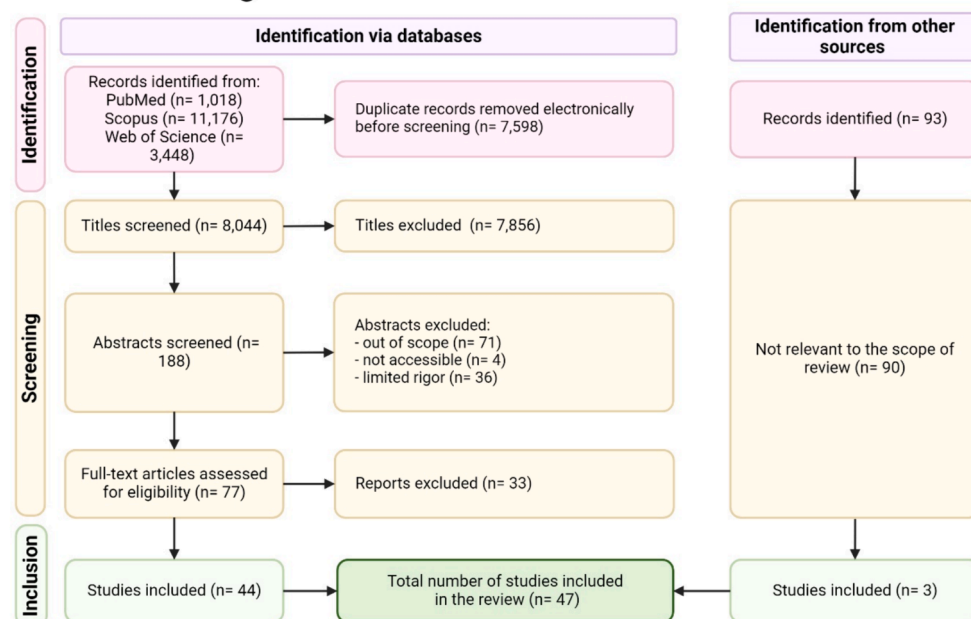 Identification via databases
Identification from other
sources
Identification
Records identified from:
PubMed (n= 1,018)
Scopus (n= 11,176)
Web of Science (n=
3,448)
Duplicate records removed electronically
before screening (n= 7,598)
Records identified (n= 93)
Screening
Titles screened (n= 8,044)
Titles excluded (n= 7,856)
Abstracts screened (n=
188)
Abstracts excluded:
- out of scope (n= 71)
- not accessible (n= 4)
- limited rigor (n= 36)
Not relevant to the scope of
review (n= 90)
Full-text articles assessed
for eligibility (n= 77)
Reports excluded (n= 33)
Inclusion
Studies included (n= 44)
Total number of studies included
in the review (n= 47)
Studies included (n= 3)